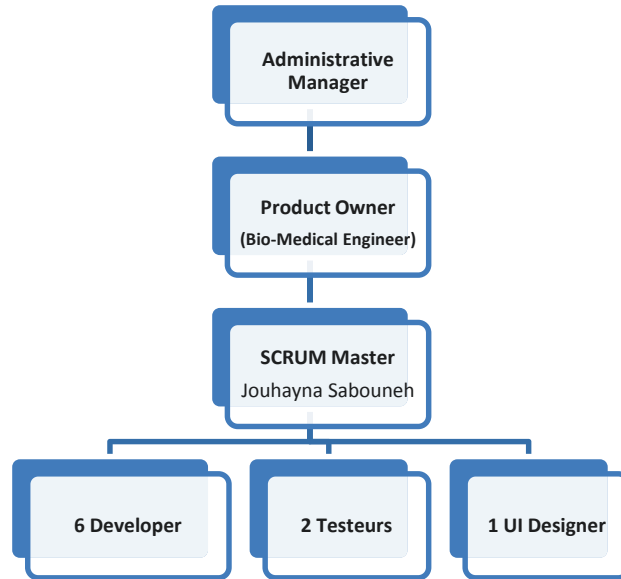 Administrative
Manager
Product Owner
(Bio-Medical Engineer)
SCRUM Master
Jouhayna Sabouneh
6 Developer
2 Testeurs
1 UI Designer